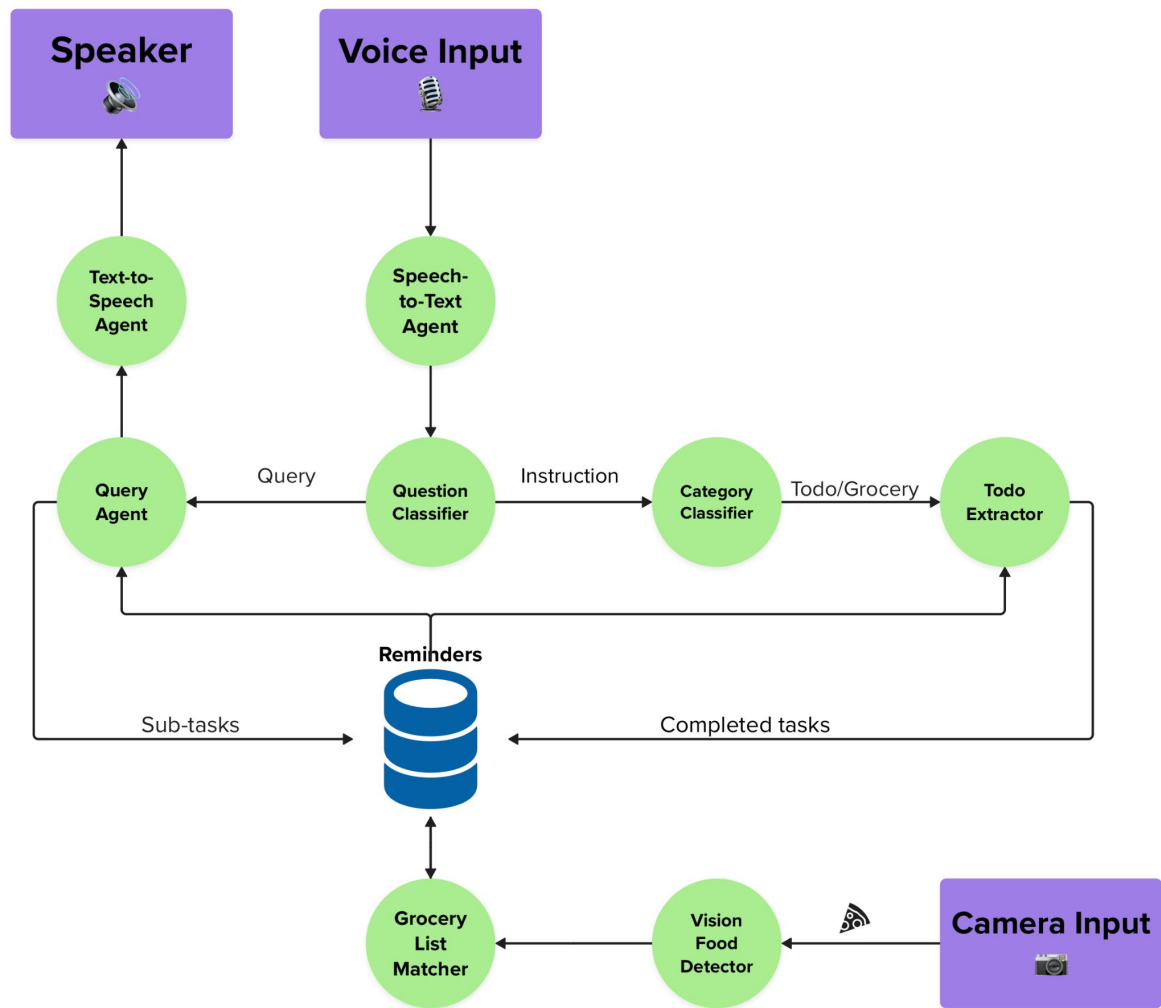 Speaker
Voice Input
Text-to-
Speech
Agent
Speech-
to-Text
Agent
Query
Agent
Query
Question
Classifier
Instruction
Category
Classifier
Todo/Grocery
Todo
Extractor
Reminders
Sub-tasks
Completed tasks
Grocery
List
Matcher
Vision
Food
Detector
Camera Input